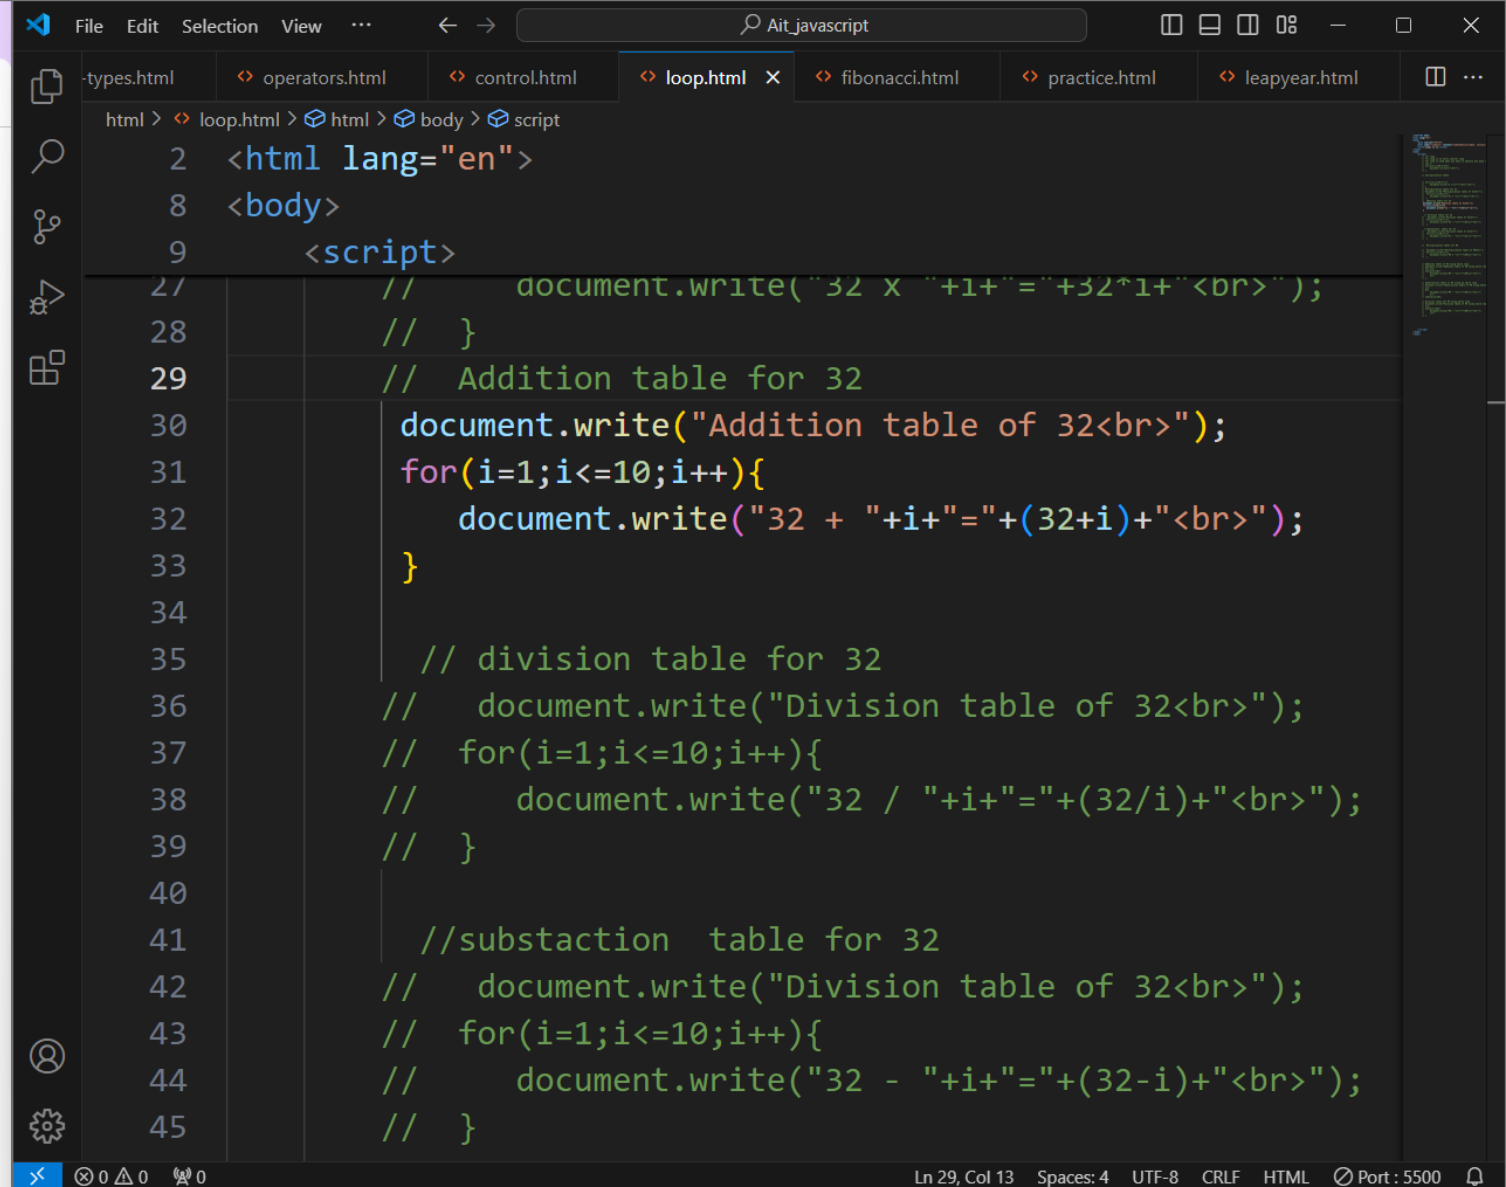 File Edit Selection View ··· Ait_javascript
-types.html operators.html control.html loop.html fibonacci.html practice.html leapyear.html ···
html > loop.html > html > body > script
2 <html lang="en">
8 <body>
9 <script>
27 // document.write("32 x "+i+"="+32*i+"<br>");
28 // }
29 // Addition table for 32
30 document.write("Addition table of 32<br>");
31 for(i=1;i<=10;i++){
32 document.write("32 + "+i+"="+(32+i)+"<br>");
33 }
34
35 // division table for 32
36 // document.write("Division table of 32<br>");
37 // for(i=1;i<=10;i++){
38 // document.write("32 / "+i+"="+(32/i)+"<br>");
39 // }
40
41 //substaction table for 32
42 // document.write("Division table of 32<br>");
43 // for(i=1;i<=10;i++){
44 // document.write("32 - "+i+"="+(32-i)+"<br>");
45 // }
0 0 0 Ln 29, Col 13 Spaces: 4 UTF-8 CRLF HTML Port : 5500